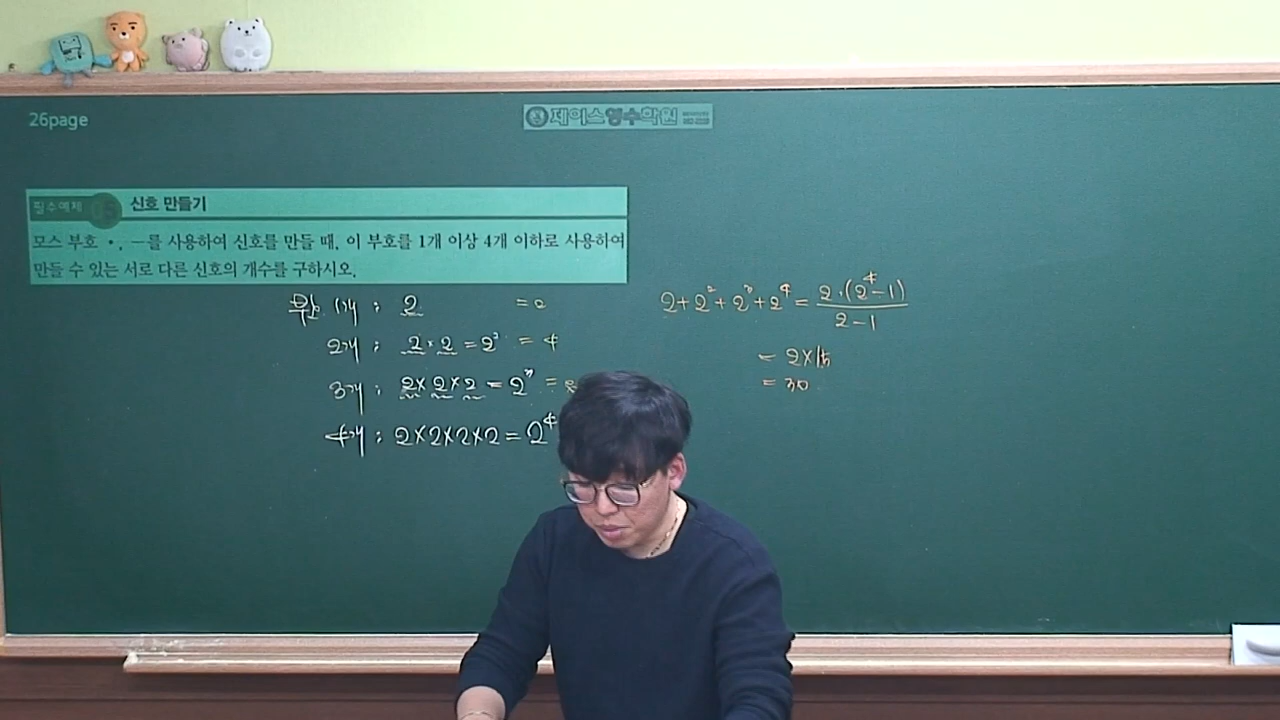 26page
제이스영수학원
필수예제 신호 만들기
모스 부호 •, ―를 사용하여 신호를 만들 때, 이 부호를 1개 이상 4개 이하로 사용하여
만들 수 있는 서로 다른 신호의 개수를 구하시오.
부호 1개 : 2 = 2
2개 : 2 × 2 = 2² = 4
3개 : 2 × 2 × 2 = 2³ =
4개 : 2 × 2 × 2 × 2 = 2⁴
2 + 2² + 2³ + 2⁴ = 2·(2⁴-1) / 2-1
= 2×15
= 30